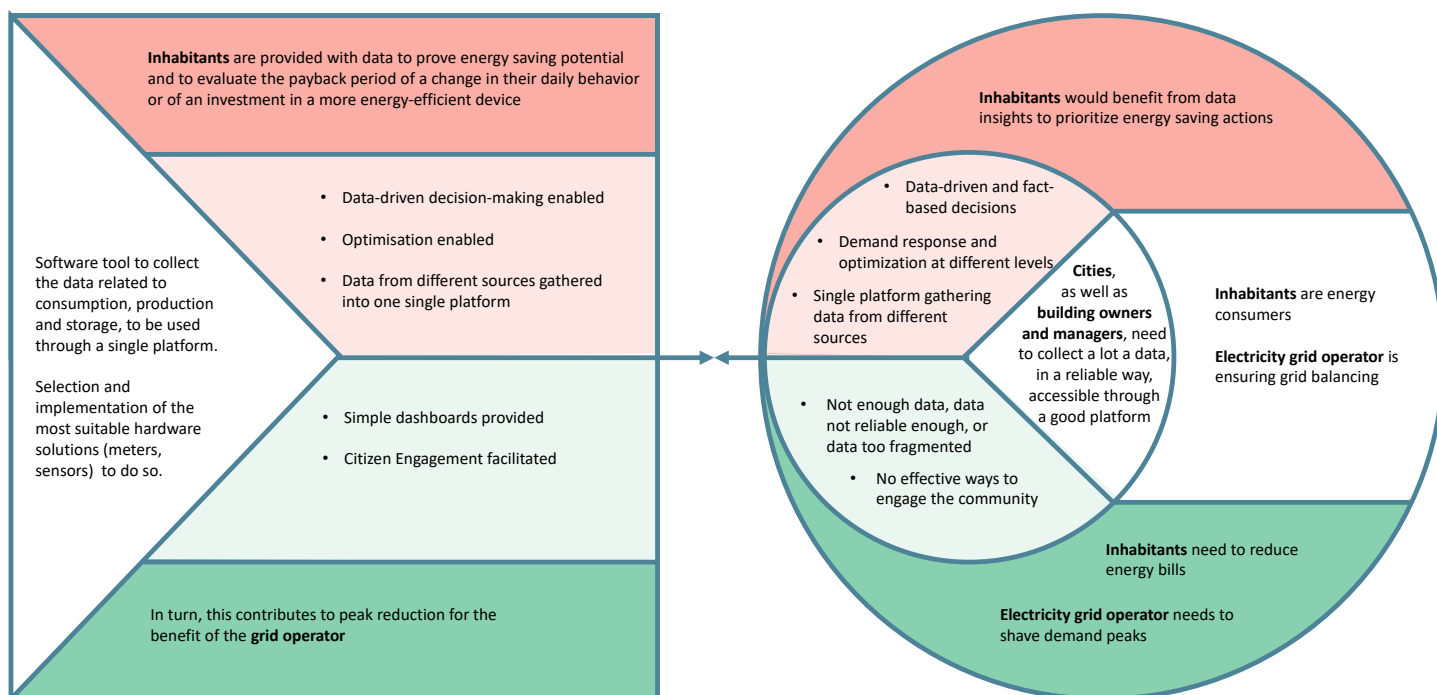 Inhabitants are provided with data to prove energy saving potential
and to evaluate the payback period of a change in their daily behavior
or of an investment in a more energy-efficient device
• Data-driven decision-making enabled
• Optimisation enabled
• Data from different sources gathered
into one single platform
Software tool to collect
the data related to
consumption, production
and storage, to be used
through a single platform.
Selection and
implementation of the
most suitable hardware
solutions (meters,
sensors) to do so.
• Simple dashboards provided
• Citizen Engagement facilitated
In turn, this contributes to peak reduction for the
benefit of the grid operator
Inhabitants would benefit from data
insights to prioritize energy saving actions
• Data-driven and fact-
based decisions
• Demand response and
optimization at different levels
• Single platform gathering
data from different
sources
Cities,
as well as
building owners
and managers, need
to collect a lot a data,
in a reliable way,
accessible through
a good platform
Inhabitants are energy
consumers
Electricity grid operator is
ensuring grid balancing
• Not enough data, data
not reliable enough, or
data too fragmented
• No effective ways to
engage the community
Inhabitants need to reduce
energy bills
Electricity grid operator needs to
shave demand peaks